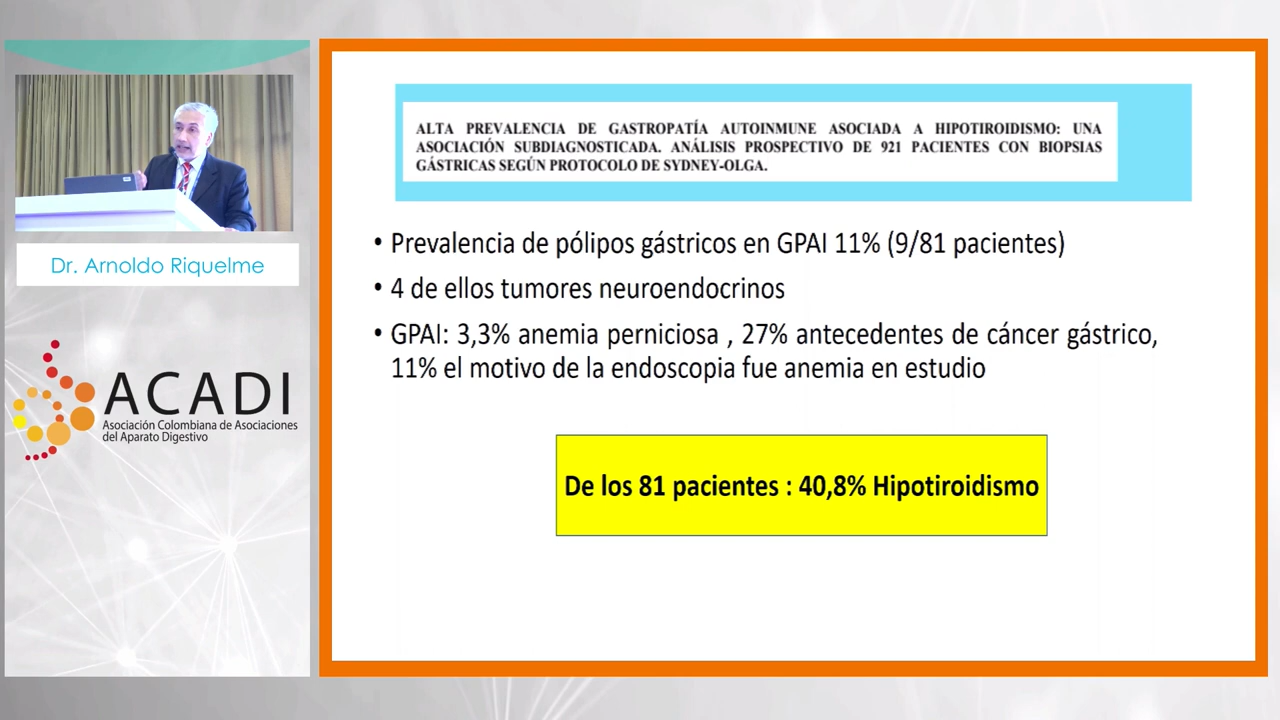 Dr. Arnoldo Riquelme
ACADI
Asociación Colombiana de Asociaciones
del Aparato Digestivo
ALTA PREVALENCIA DE GASTROPATÍA AUTOINMUNE ASOCIADA A HIPOTIROIDISMO: UNA
ASOCIACIÓN SUBDIAGNOSTICADA. ANÁLISIS PROSPECTIVO DE 921 PACIENTES CON BIOPSIAS
GÁSTRICAS SEGÚN PROTOCOLO DE SYDNEY-OLGA.
• Prevalencia de pólipos gástricos en GPAI 11% (9/81 pacientes)
• 4 de ellos tumores neuroendocrinos
• GPAI: 3,3% anemia perniciosa , 27% antecedentes de cáncer gástrico,
11% el motivo de la endoscopia fue anemia en estudio
De los 81 pacientes : 40,8% Hipotiroidismo